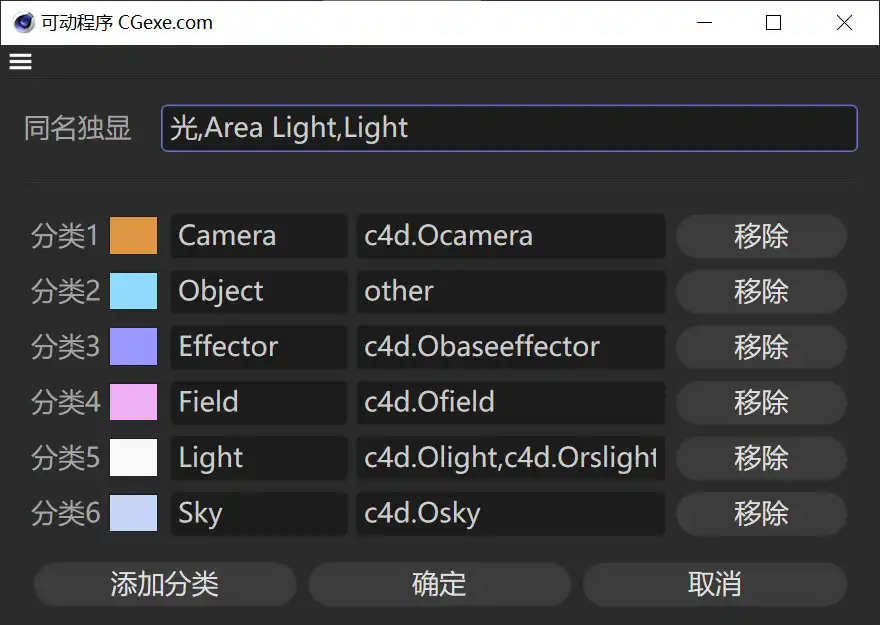 可动程序 CGexe.com
同名独显 光,Area Light,Light
分类1 Camera c4d.Ocamera 移除
分类2 Object other 移除
分类3 Effector c4d.Obaseeffector 移除
分类4 Field c4d.Ofield 移除
分类5 Light c4d.Olight,c4d.Orslight 移除
分类6 Sky c4d.Osky 移除
添加分类 确定 取消